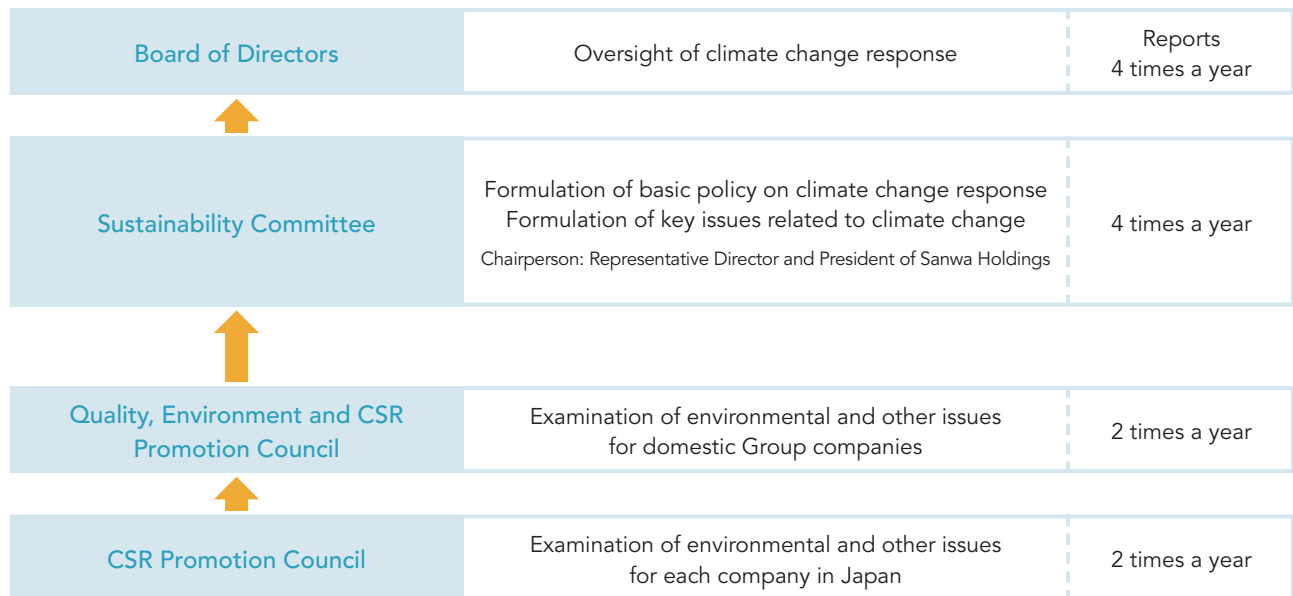 Board of Directors
Oversight of climate change response
Reports
4 times a year
Sustainability Committee
Formulation of basic policy on climate change response
Formulation of key issues related to climate change
Chairperson: Representative Director and President of Sanwa Holdings
4 times a year
Quality, Environment and CSR
Promotion Council
Examination of environmental and other issues
for domestic Group companies
2 times a year
CSR Promotion Council
Examination of environmental and other issues
for each company in Japan
2 times a year